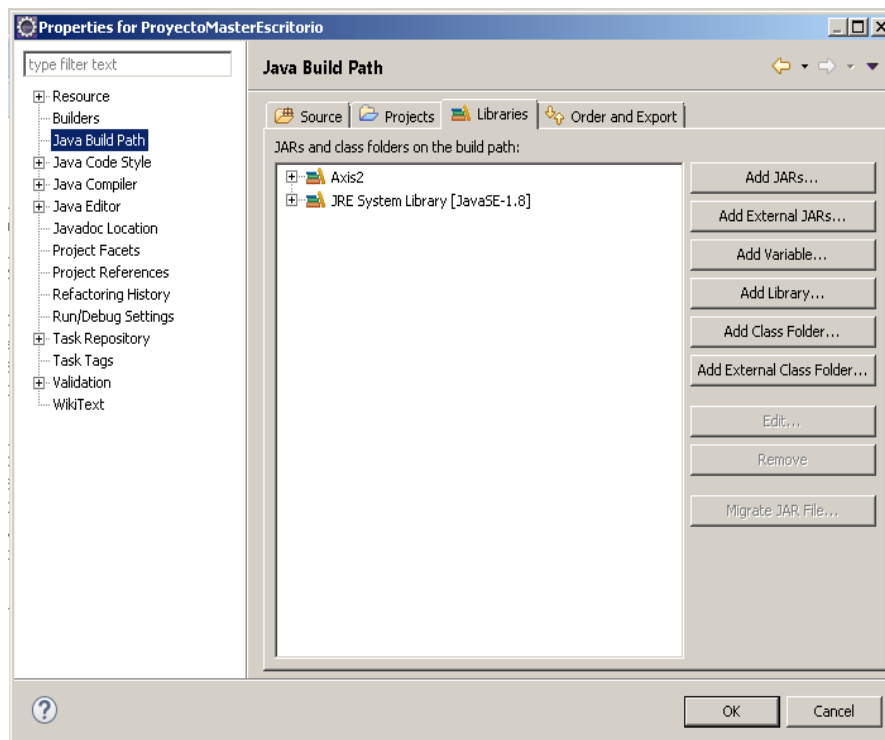 Properties for ProyectoMasterEscritorio
type filter text
Resource
Builders
Java Build Path
Java Code Style
Java Compiler
Java Editor
Javadoc Location
Project Facets
Project References
Refactoring History
Run/Debug Settings
Task Repository
Task Tags
Validation
WikiText
Java Build Path
Source Projects Libraries Order and Export
JARs and class folders on the build path:
Axis2
JRE System Library [JavaSE-1.8]
Add JARs...
Add External JARs...
Add Variable...
Add Library...
Add Class Folder...
Add External Class Folder...
Edit...
Remove
Migrate JAR File...
OK Cancel